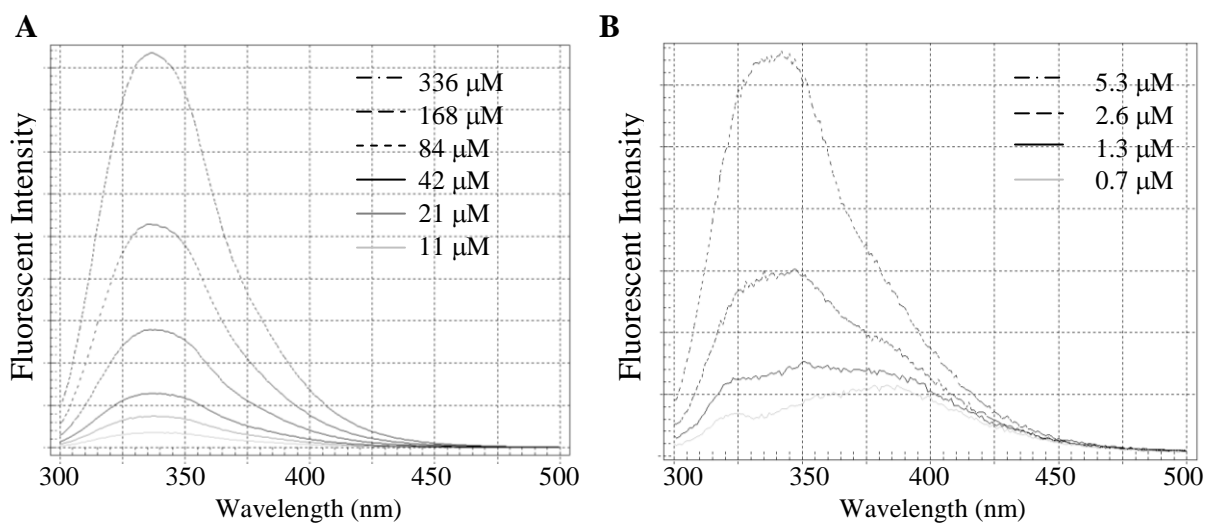 A
336 μM
168 μM
84 μM
42 μM
21 μM
11 μM
Fluorescent Intensity
300 350 400 450 500
Wavelength (nm)
B
5.3 μM
2.6 μM
1.3 μM
0.7 μM
Fluorescent Intensity
300 350 400 450 500
Wavelength (nm)